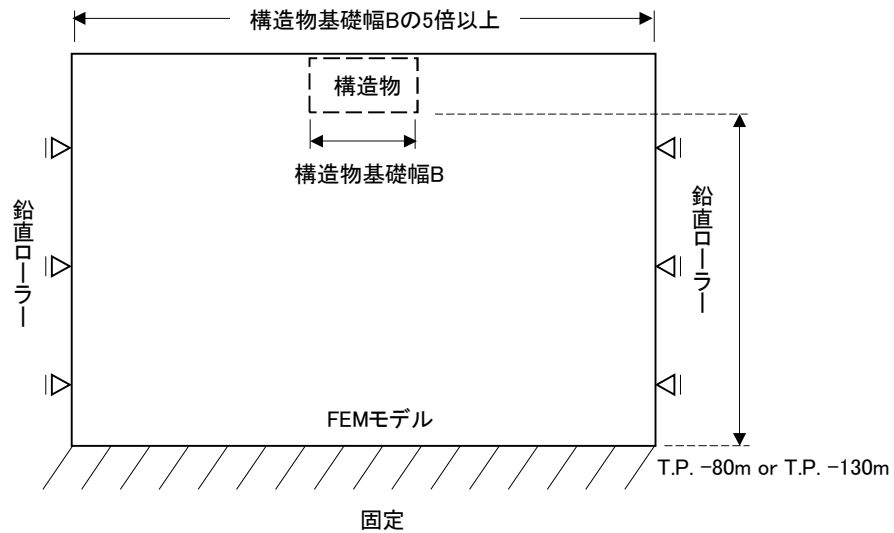 構造物基礎幅Bの5倍以上
構造物
構造物基礎幅B
鉛直ローラー
鉛直ローラー
FEMモデル
T.P. -80m or T.P. -130m
固定